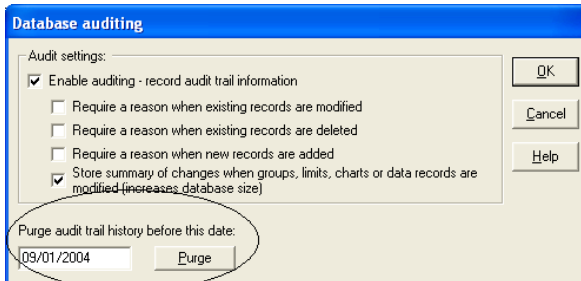 Database auditing
Audit settings:
Enable auditing - record audit trail information
Require a reason when existing records are modified
Require a reason when existing records are deleted
Require a reason when new records are added
Store summary of changes when groups, limits, charts or data records are
modified (increases database size)
OK
Cancel
Help
Purge audit trail history before this date:
09/01/2004
Purge